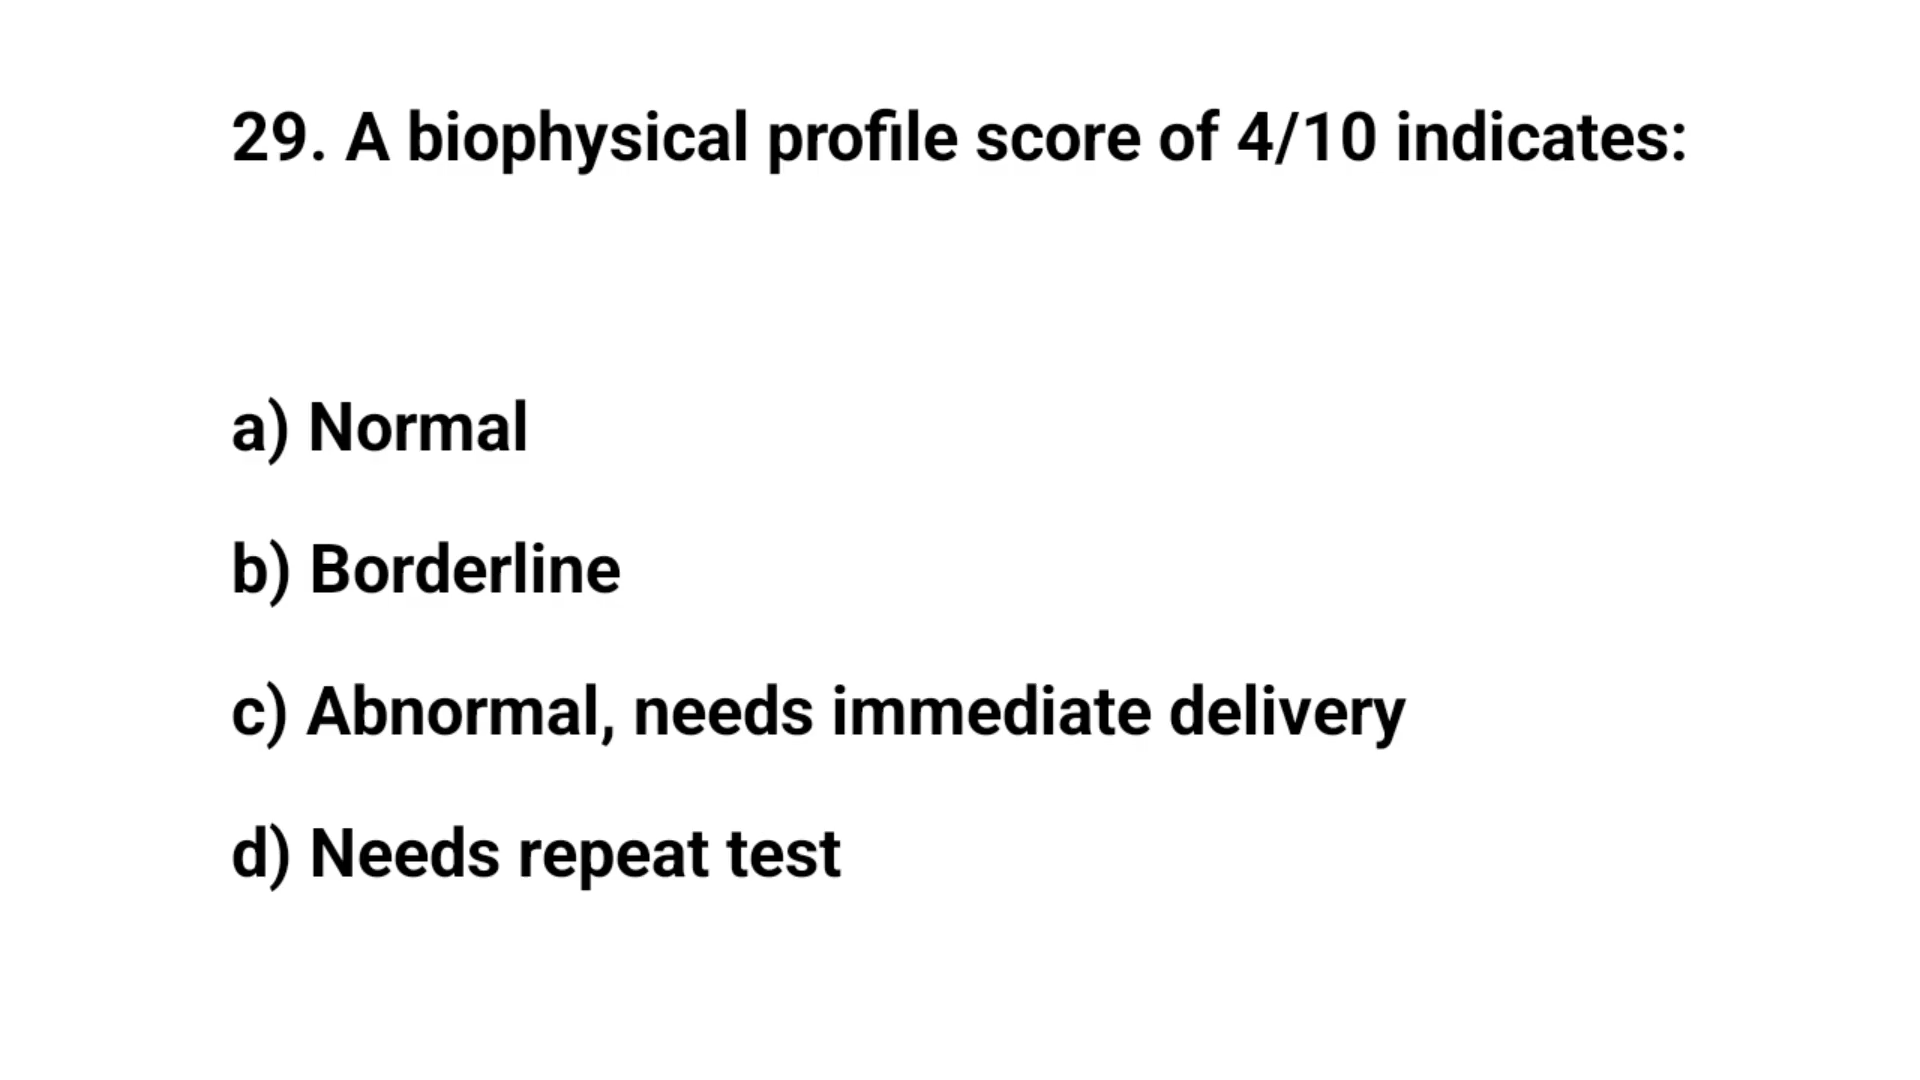 29. A biophysical profile score of 4/10 indicates:
a) Normal
b) Borderline
c) Abnormal, needs immediate delivery
d) Needs repeat test